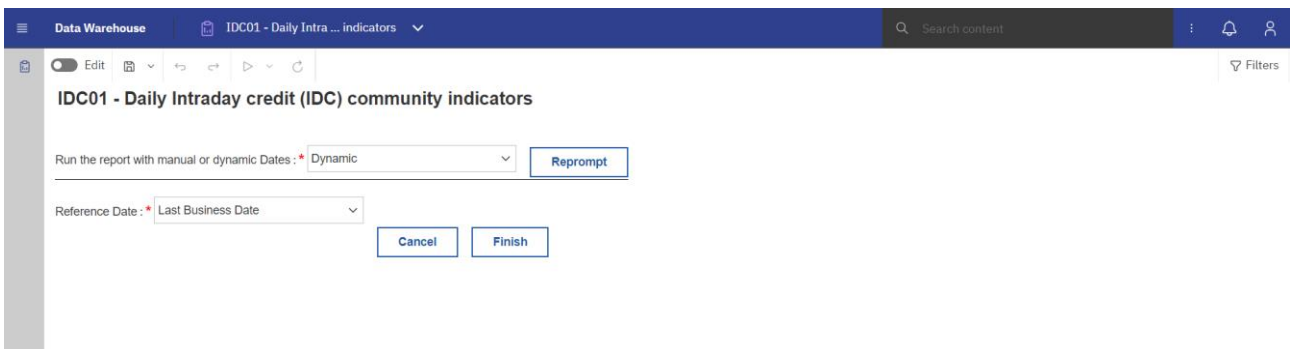 Data Warehouse IDC01 - Daily Intra ... indicators Search content
Edit Filters
IDC01 - Daily Intraday credit (IDC) community indicators
Run the report with manual or dynamic Dates : * Dynamic Reprompt
Reference Date : * Last Business Date
Cancel Finish